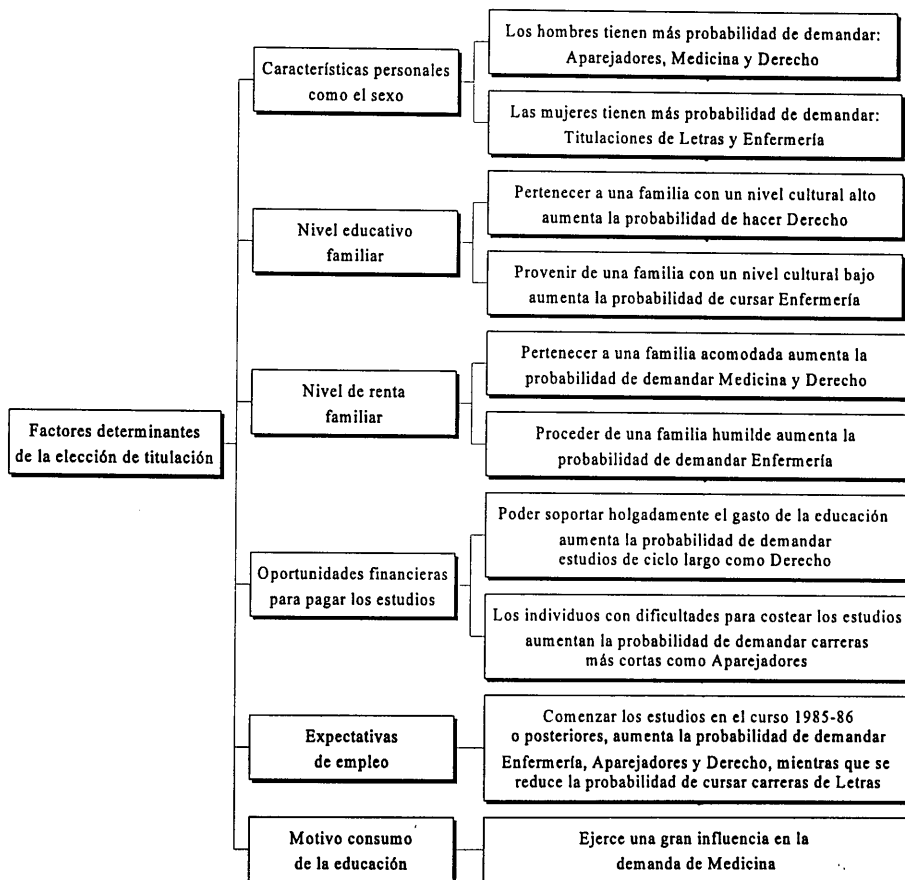 Los hombres tienen más probabilidad de demandar:
Aparejadores, Medicina y Derecho
Características personales
como el sexo
Las mujeres tienen más probabilidad de demandar:
Titulaciones de Letras y Enfermería
Pertenecer a una familia con un nivel cultural alto
aumenta la probabilidad de hacer Derecho
Nivel educativo
familiar
Provenir de una familia con un nivel cultural bajo
aumenta la probabilidad de cursar Enfermería
Pertenecer a una familia acomodada aumenta la
probabilidad de demandar Medicina y Derecho
Nivel de renta
familiar
Factores determinantes
de la elección de titulación
Proceder de una familia humilde aumenta la
probabilidad de demandar Enfermería
Poder soportar holgadamente el gasto de la educación
aumenta la probabilidad de demandar
estudios de ciclo largo como Derecho
Oportunidades financieras
para pagar los estudios
Los individuos con dificultades para costear los estudios
aumentan la probabilidad de demandar carreras
más cortas como Aparejadores
Expectativas
de empleo
Comenzar los estudios en el curso 1985-86
o posteriores, aumenta la probabilidad de demandar
Enfermería, Aparejadores y Derecho, mientras que se
reduce la probabilidad de cursar carreras de Letras
Motivo consumo
de la educación
Ejerce una gran influencia en la
demanda de Medicina